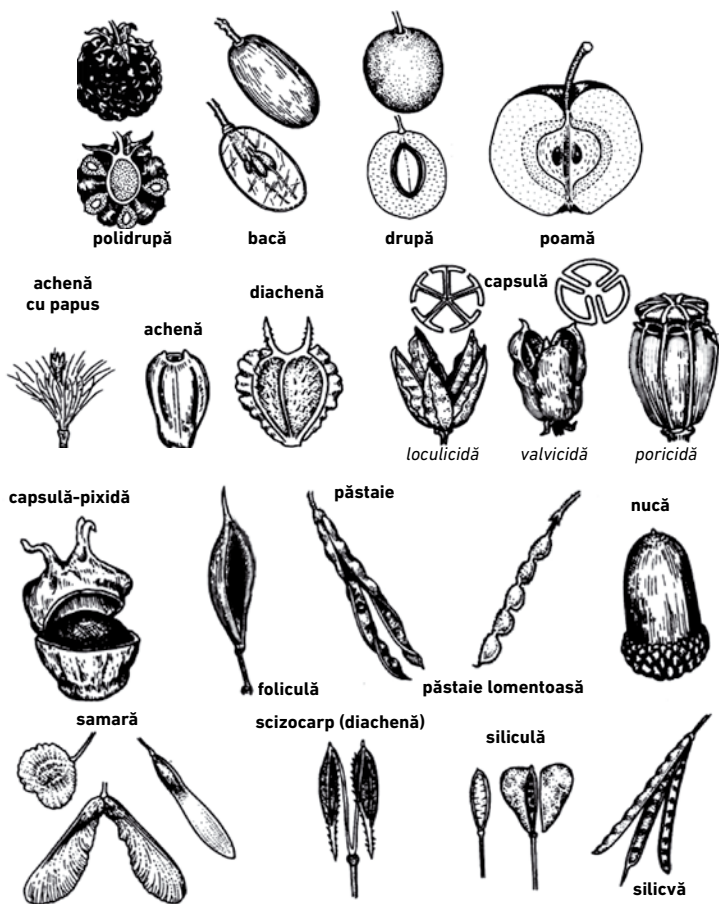 polidrupă bacă drupă poamă
achenă
cu papus
achenă
diachenă
capsulă
loculicidă valvicidă poricidă
capsulă-pixidă
foliculă
păstaie
păstaie lomentoasă
nucă
samară
scizocarp (diachenă)
siliculă
silicvă